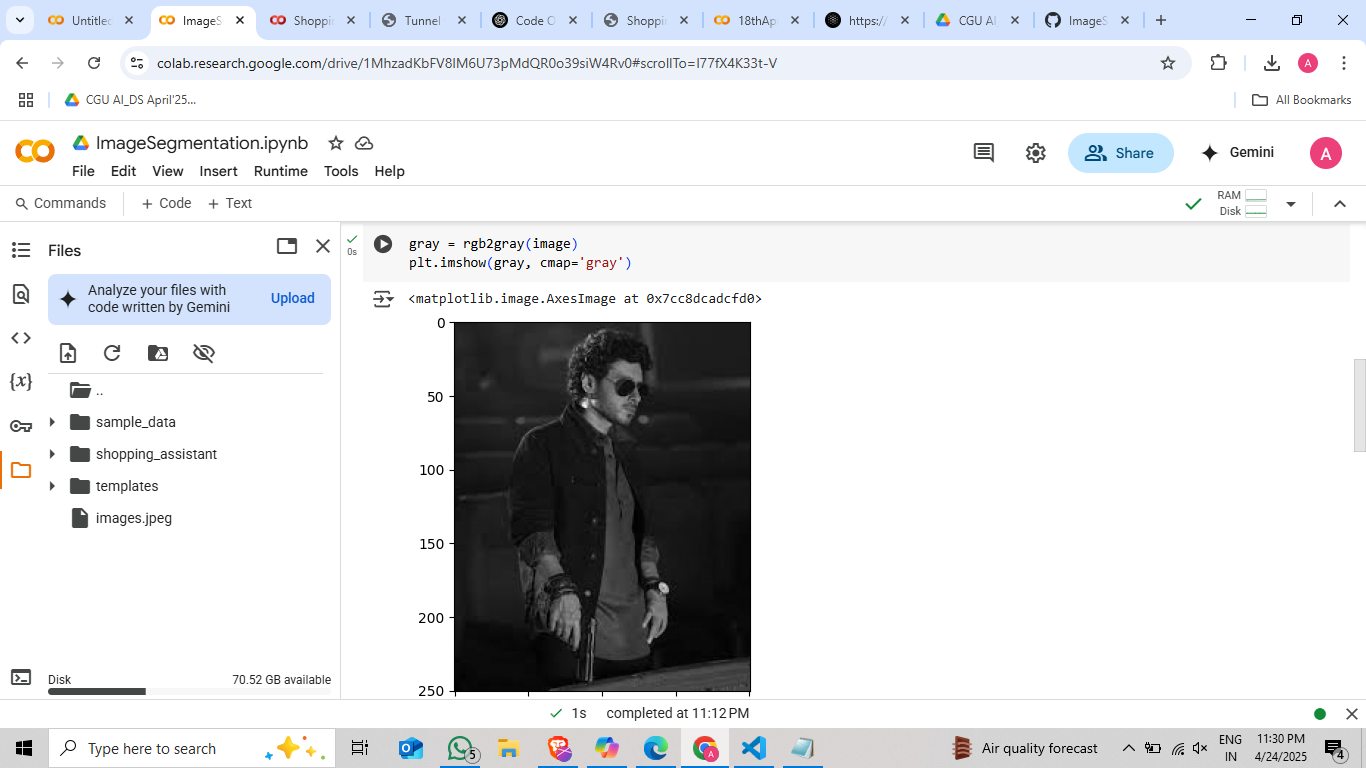 Untitled
ImageS
Shoppin
Tunnel
Code O
Shoppin
18thAp
https://
CGU AI
ImageS
colab.research.google.com/drive/1MhzadKbFV8IM6U73pMdQR0o39siW4Rv0#scrollTo=I77fX4K33t-V
A
CGU AI_DS April'25...
All Bookmarks
ImageSegmentation.ipynb
File Edit View Insert Runtime Tools Help
Share
Gemini
A
Commands
+ Code + Text
RAM
Disk
Files
Analyze your files with
code written by Gemini
Upload
{x}
..
sample_data
shopping_assistant
templates
images.jpeg
Disk
70.52 GB available
0s
gray = rgb2gray(image)
plt.imshow(gray, cmap='gray')
<matplotlib.image.AxesImage at 0x7cc8dcadcfd0>
0
50
100
150
200
250
1s completed at 11:12 PM
Type here to search
5
A
Air quality forecast
ENG
IN
11:30 PM
4/24/2025
4